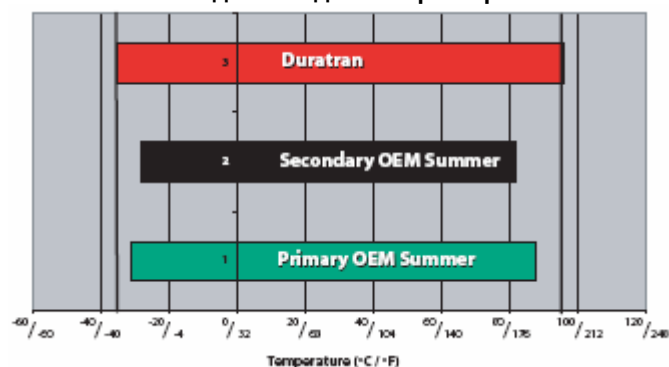 3 Duratran
2 Secondary OEM Summer
1 Primary OEM Summer
-60/-60 -40/-40 -20/-4 0/32 20/68 40/104 60/140 80/176 100/212 120/240
Temperature (°C / °F)